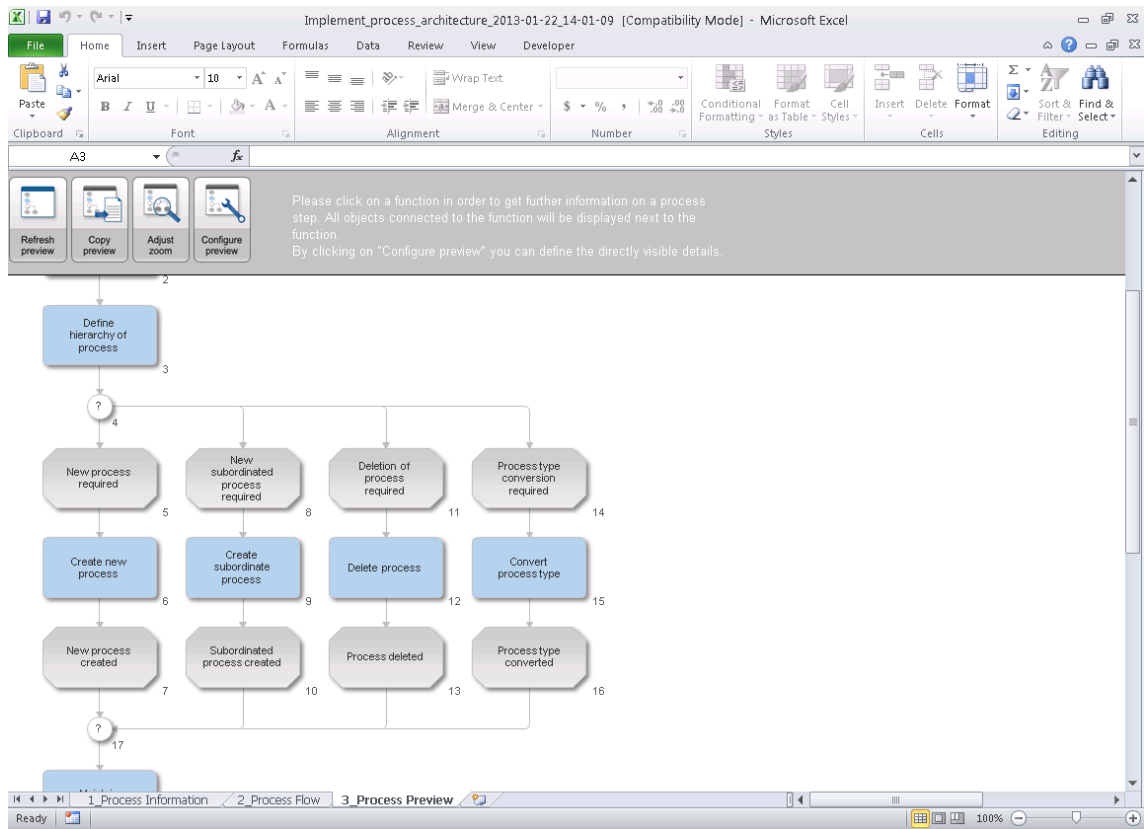 Implement_process_architecture_2013-01-22_14-01-09 [Compatibility Mode] - Microsoft Excel
File Home Insert Page Layout Formulas Data Review View Developer
Paste
Arial 10 A A
B I U A
Wrap Text
Merge & Center
$ % , .0 .00 .00 .0
Conditional Formatting
Format as Table
Cell Styles
Insert Delete Format
Σ
Sort & Filter
Find & Select
Clipboard Font Alignment Number Styles Cells Editing
A3 fx
Refresh preview
Copy preview
Adjust zoom
Configure preview
Please click on a function in order to get further information on a process
step. All objects connected to the function will be displayed next to the
function.
By clicking on "Configure preview" you can define the directly visible details.
2
Define
hierarchy of
process
3
?
4
New process
required
5
New
subordinated
process
required
8
Deletion of
process
required
11
Process type
conversion
required
14
Create new
process
6
Create
subordinate
process
9
Delete process
12
Convert
process type
15
New process
created
7
Subordinated
process created
10
Process deleted
13
Process type
converted
16
?
17
1_Process Information 2_Process Flow 3_Process Preview
Ready 100%